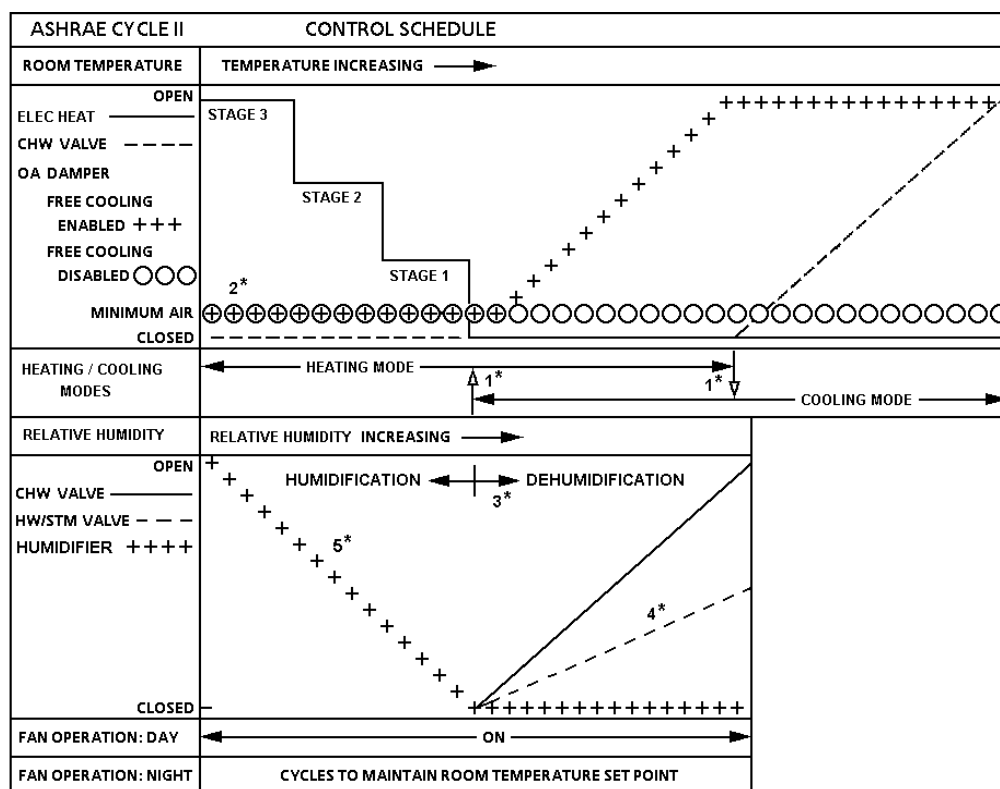 ASHRAE CYCLE II CONTROL SCHEDULE
ROOM TEMPERATURE TEMPERATURE INCREASING
OPEN
ELEC HEAT
STAGE 3
CHW VALVE
OA DAMPER
FREE COOLING
STAGE 2
ENABLED
FREE COOLING
DISABLED
STAGE 1
2*
MINIMUM AIR
CLOSED
HEATING / COOLING
MODES
HEATING MODE
1*
1*
COOLING MODE
RELATIVE HUMIDITY RELATIVE HUMIDITY INCREASING
OPEN
HUMIDIFICATION DEHUMIDIFICATION
3*
CHW VALVE
HW/STM VALVE
HUMIDIFIER
5*
4*
CLOSED
FAN OPERATION: DAY ON
FAN OPERATION: NIGHT CYCLES TO MAINTAIN ROOM TEMPERATURE SET POINT